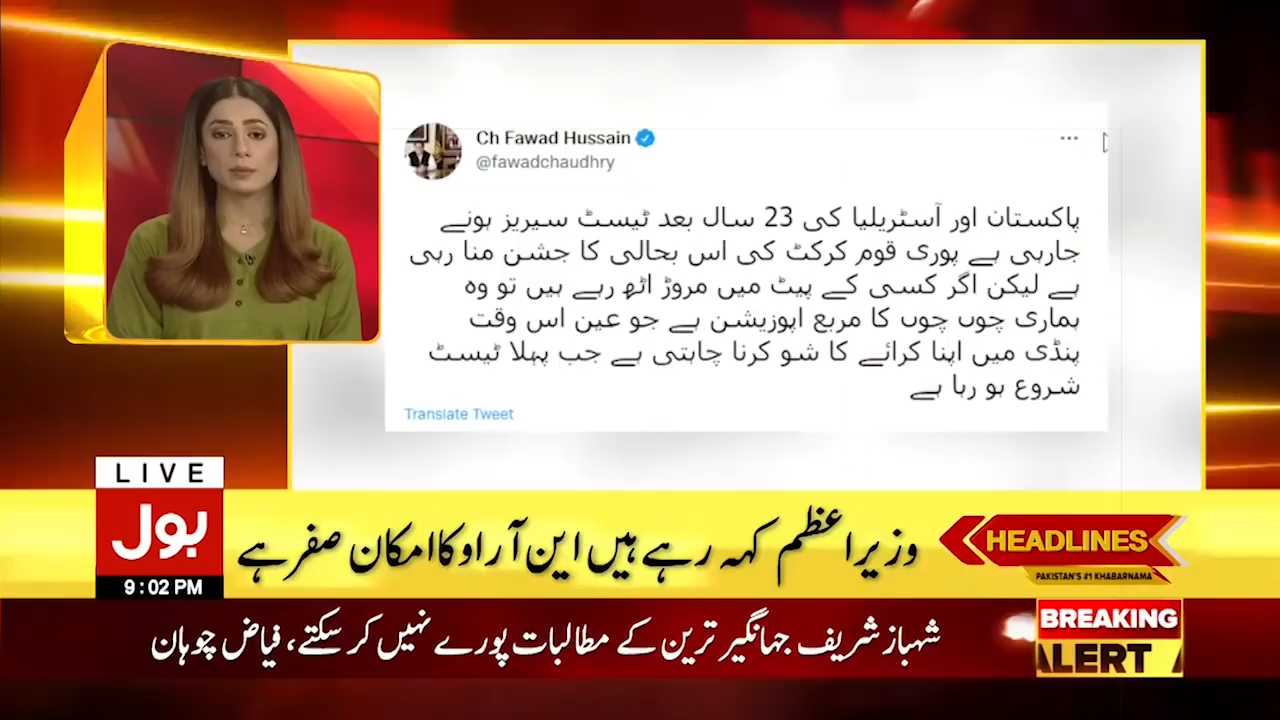 Ch Fawad Hussain
@fawadchaudhry
پاکستان اور آسٹریلیا کی 23 سال بعد ٹیسٹ سیریز ہونے
جارہی ہے پوری قوم کرکٹ کی اس بحالی کا جشن منا رہی
ہے لیکن اگر کسی کے پیٹ میں مروڑ اٹھ رہے ہیں تو وہ
ہماری چوں چوں کا مربع اپوزیشن ہے جو عین اس وقت
پنڈی میں اپنا کرائے کا شو کرنا چاہتی ہے جب پہلا ٹیسٹ
شروع ہو رہا ہے
Translate Tweet
LIVE
بول
9:02 PM
وزیراعظم کہہ رہے ہیں این آر او کا امکان صفر ہے
HEADLINES
PAKISTAN'S #1 KHABARNAMA
شہباز شریف جہانگیر ترین کے مطالبات پورے نہیں کر سکتے، فیاض چوہان
BREAKING
ALERT